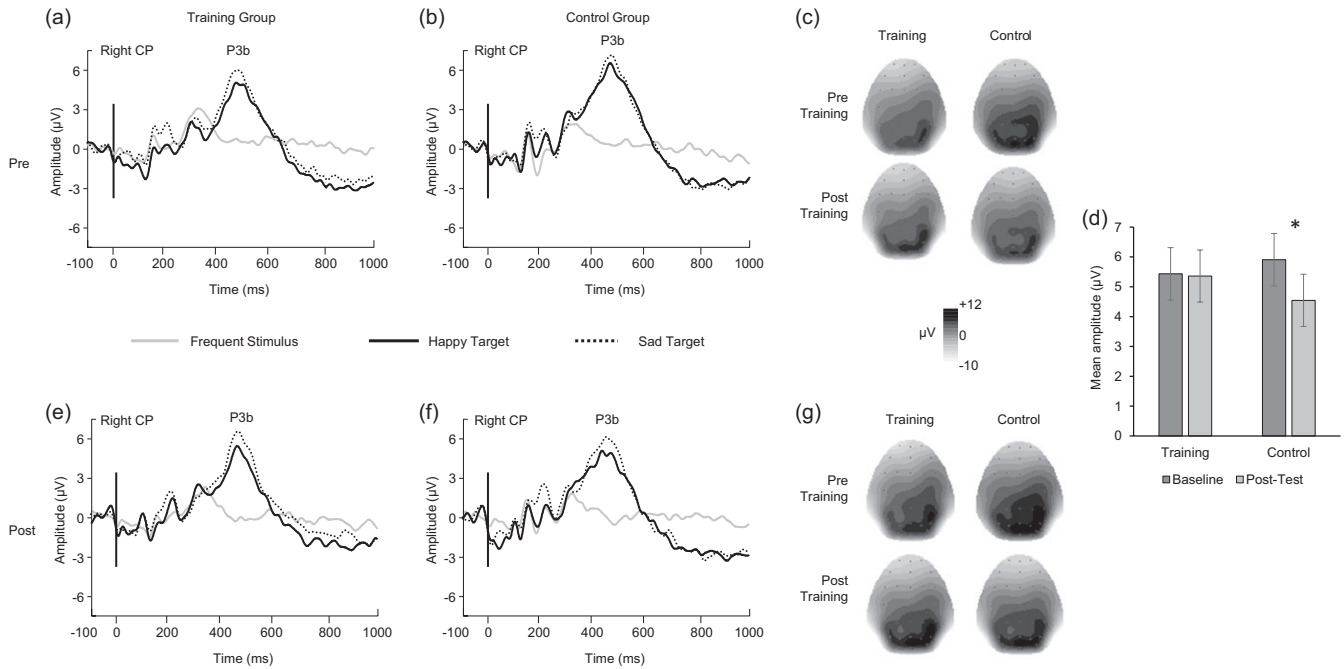 (a)
Training Group
Right CP
P3b
6
3
0
-3
-6
Amplitude (µV)
Pre
-100 0 200 400 600 800 1000
Time (ms)
(b)
Control Group
Right CP
P3b
6
3
0
-3
-6
Amplitude (µV)
-100 0 200 400 600 800 1000
Time (ms)
(c)
Training Control
Pre
Training
Post
Training
µV
+12
0
-10
(d)
7
6
5
4
3
2
1
0
Mean amplitude (µV)
*
Training Control
Baseline Post-Test
Frequent Stimulus Happy Target Sad Target
(e)
Right CP
P3b
6
3
0
-3
-6
Amplitude (µV)
Post
-100 0 200 400 600 800 1000
Time (ms)
(f)
Right CP
P3b
6
3
0
-3
-6
Amplitude (µV)
-100 0 200 400 600 800 1000
Time (ms)
(g)
Training Control
Pre
Training
Post
Training